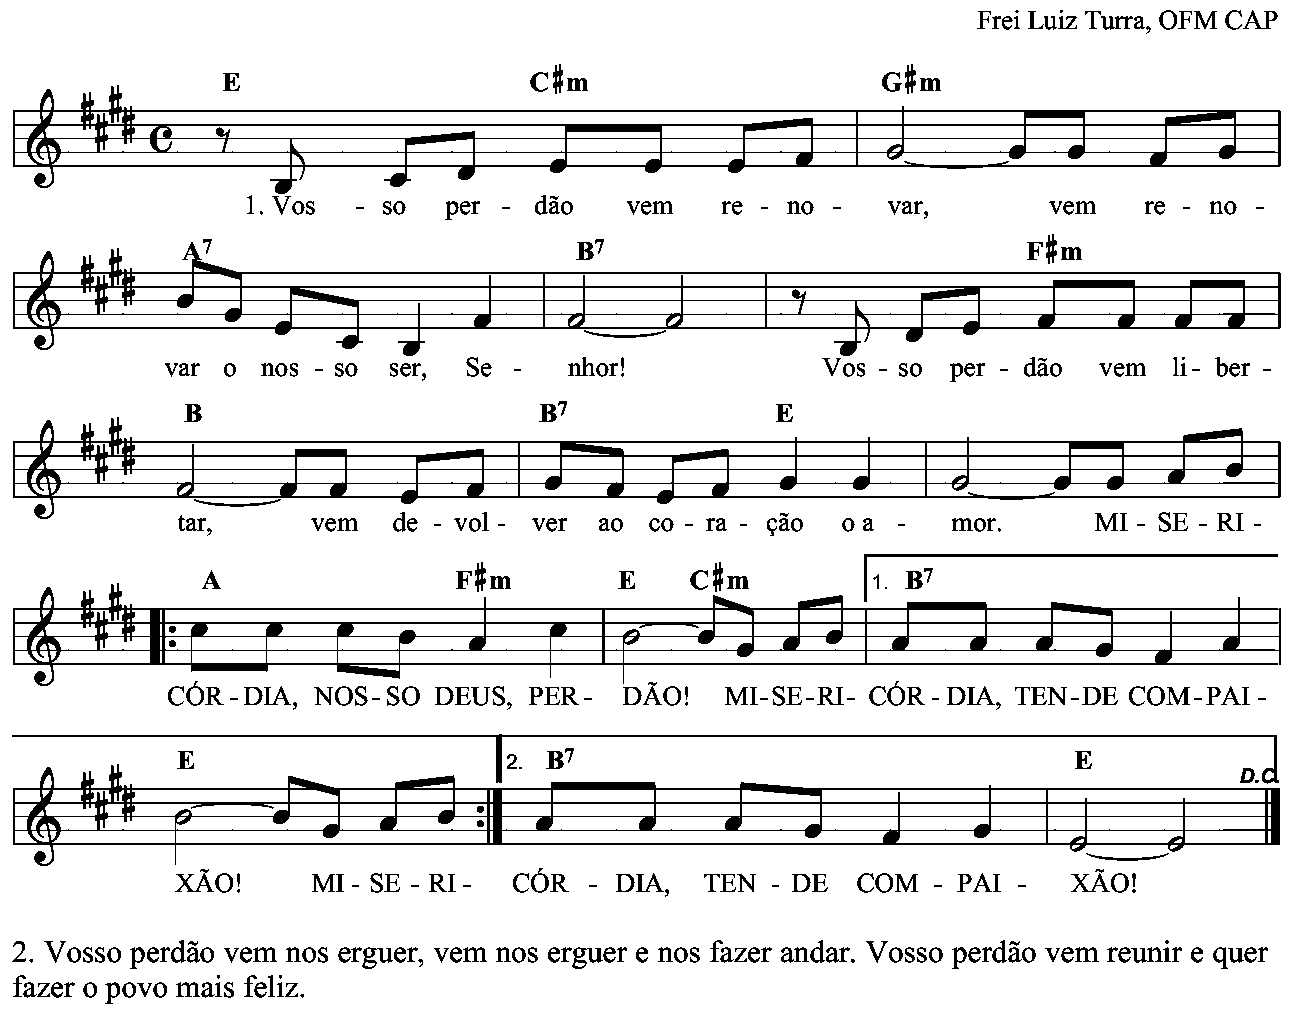 Frei Luiz Turra, OFM CAP
E C#m G#m
1. Vos - so per - dão vem re - no - var, vem re - no -
A7 B7 F#m
var o nos - so ser, Se - nhor! Vos - so per - dão vem li - ber -
B B7 E
tar, vem de - vol - ver ao co - ra - ção o a - mor. MI - SE - RI -
A F#m E C#m 1. B7
CÓR - DIA, NOS - SO DEUS, PER - DÃO! MI - SE - RI - CÓR - DIA, TEN - DE COM - PAI -
E 2. B7 E D.C.
XÃO! MI - SE - RI - CÓR - DIA, TEN - DE COM - PAI - XÃO!
2. Vosso perdão vem nos erguer, vem nos erguer e nos fazer andar. Vosso perdão vem reunir e quer
fazer o povo mais feliz.